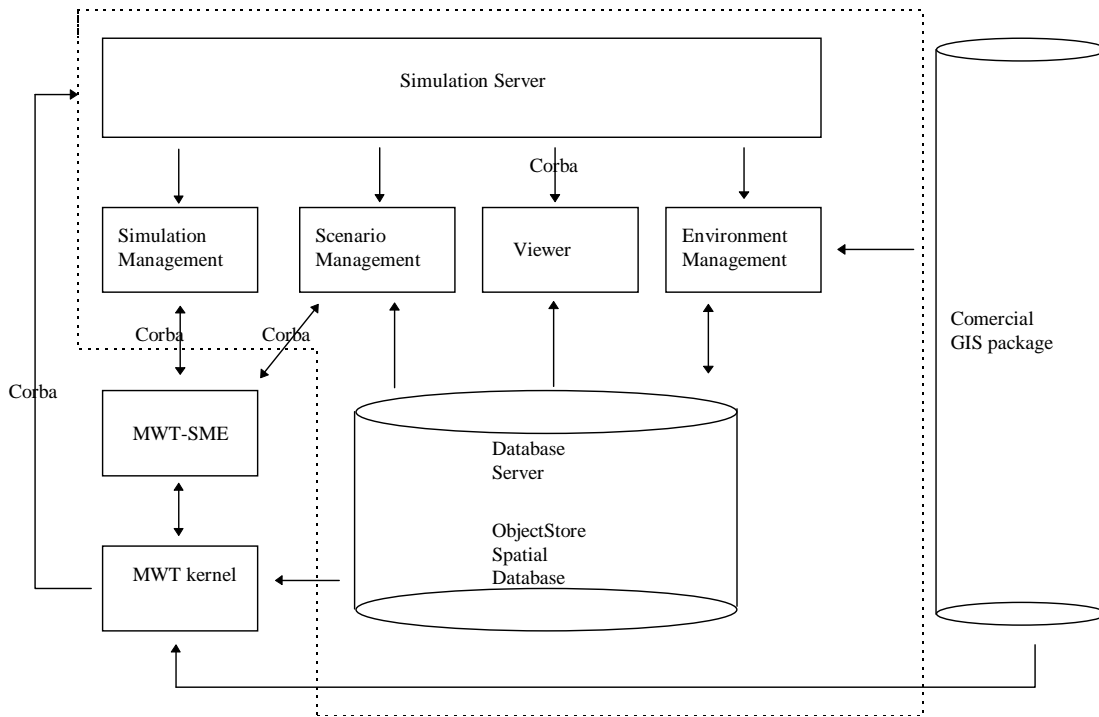 Simulation Server
Corba
Simulation
Management
Scenario
Management
Viewer
Environment
Management
Corba
Corba
Comercial
GIS package
Corba
MWT-SME
Database
Server
ObjectStore
Spatial
Database
MWT kernel